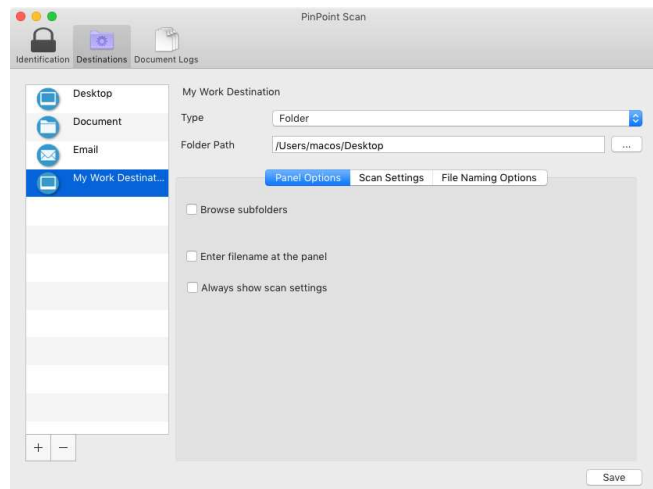 PinPoint Scan
Identification Destinations Document Logs
Desktop
Document
Email
My Work Destinat...
My Work Destination
Type Folder
Folder Path /Users/macos/Desktop ...
Panel Options Scan Settings File Naming Options
Browse subfolders
Enter filename at the panel
Always show scan settings
+ −
Save